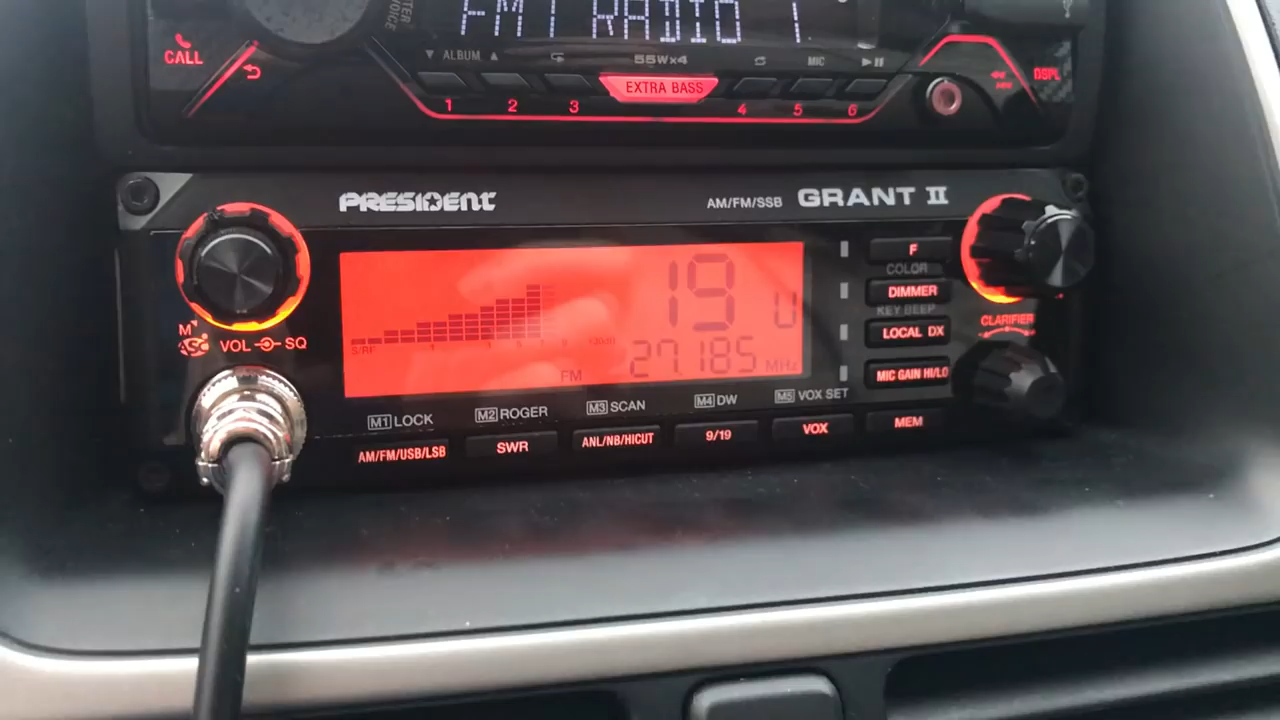 FM1 RADIO 1
CALL
ALBUM
55W×4
MIC
DSPL
EXTRA BASS
1 2 3 4 5 6
PRESIDENT
AM/FM/SSB GRANT II
F
COLOR
DIMMER
KEY BEEP
LOCAL DX
MIC GAIN HI/LO
CLARIFIER
VOL SQ
ASC
19 U
S/RF
27.185 MHz
FM
M1 LOCK M2 ROGER M3 SCAN M4 DW M5 VOX SET
AM/FM/USB/LSB SWR ANL/NB/HICUT 9/19 VOX MEM